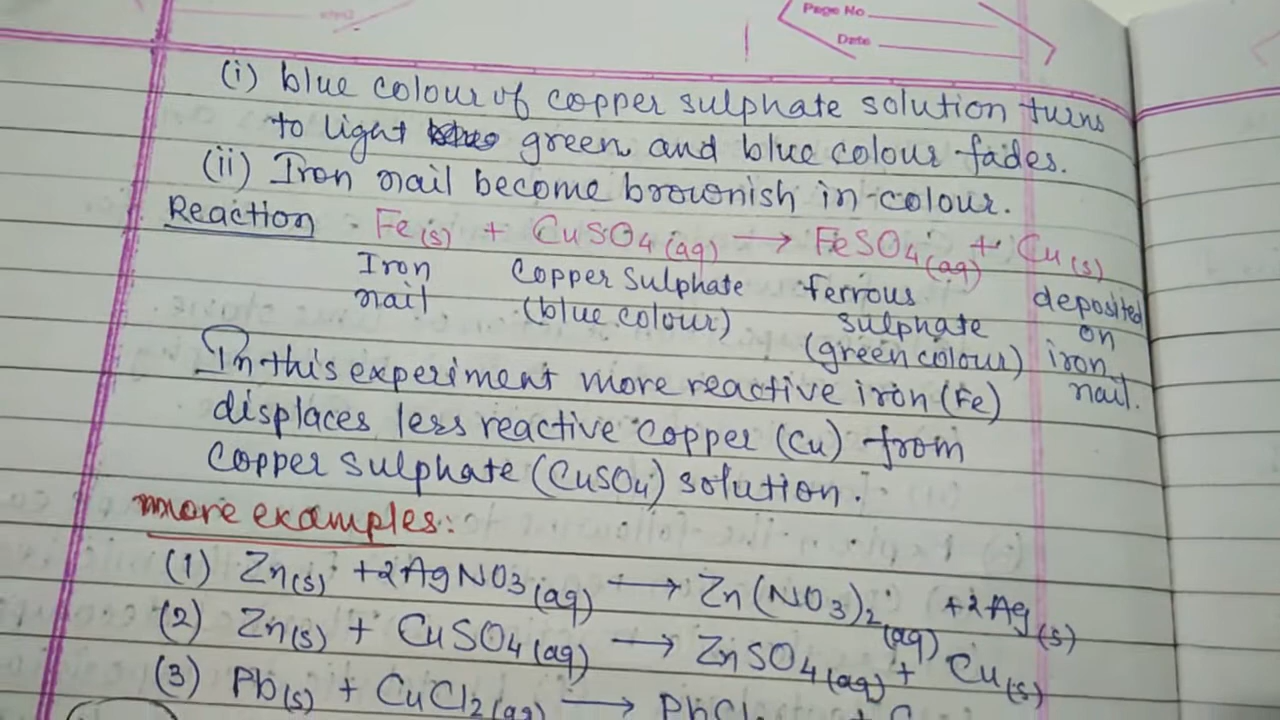 Page No
Date
(i) blue colour of copper sulphate solution turns
to light green and blue colour fades.
(ii) Iron nail become brownish in colour.
Reaction Fe(s) + CuSO4(aq) → FeSO4(aq) + Cu(s)
Iron nail Copper Sulphate (blue colour) Ferrous sulphate (green colour) deposited on iron nail.
In this experiment more reactive iron (Fe)
displaces less reactive copper (Cu) from
Copper sulphate (CuSO4) solution.
more examples:
(1) Zn(s) + 2AgNO3(aq) → Zn(NO3)2(aq) + 2Ag(s)
(2) Zn(s) + CuSO4(aq) → ZnSO4(aq) + Cu(s)
(3) Pb(s) + CuCl2(aq) → PbCl +